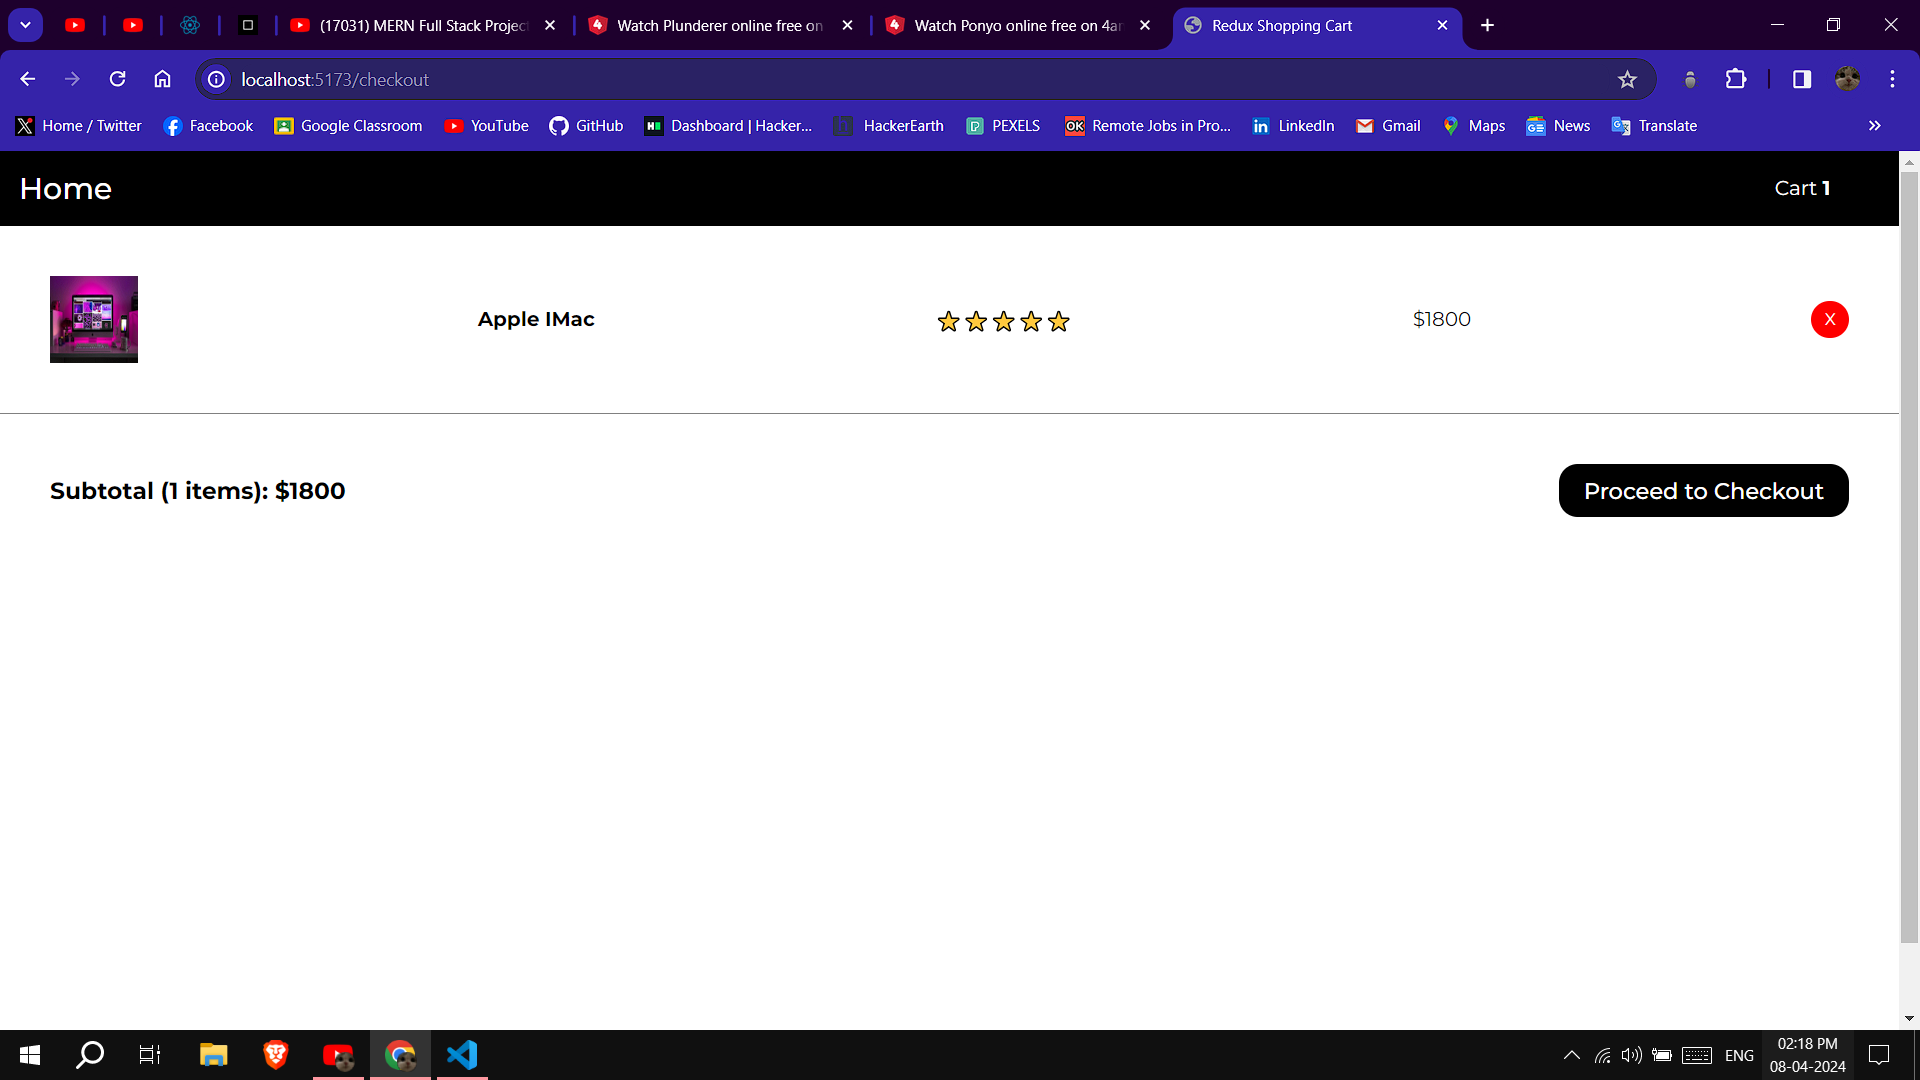 (17031) MERN Full Stack Projec
Watch Plunderer online free on
Watch Ponyo online free on 4a
Redux Shopping Cart
localhost:5173/checkout
Home / Twitter
Facebook
Google Classroom
YouTube
GitHub
Dashboard | Hacker...
HackerEarth
PEXELS
Remote Jobs in Pro...
LinkedIn
Gmail
Maps
News
Translate
Home
Cart 1
Apple IMac
$1800
X
Subtotal (1 items): $1800
Proceed to Checkout
ENG
02:18 PM
08-04-2024